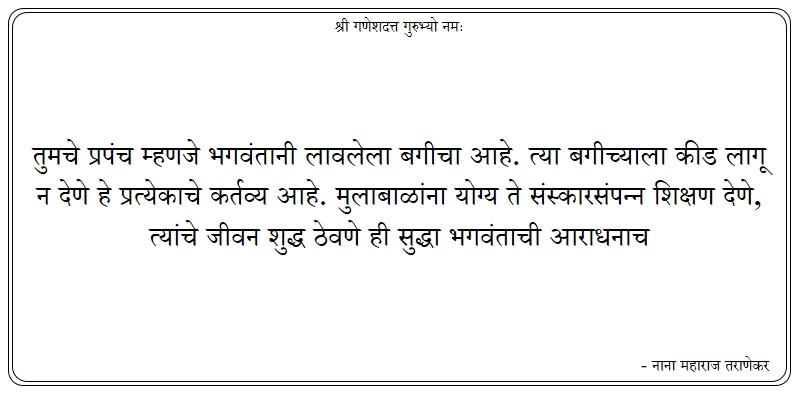 श्री गणेशदत्त गुरुभ्यो नमः
तुमचे प्रपंच म्हणजे भगवंतानी लावलेला बगीचा आहे. त्या बगीच्याला कीड लागू
न देणे हे प्रत्येकाचे कर्तव्य आहे. मुलाबाळांना योग्य ते संस्कारसंपन्न शिक्षण देणे,
त्यांचे जीवन शुद्ध ठेवणे ही सुद्धा भगवंताची आराधनाच
- नाना महाराज तराणेकर